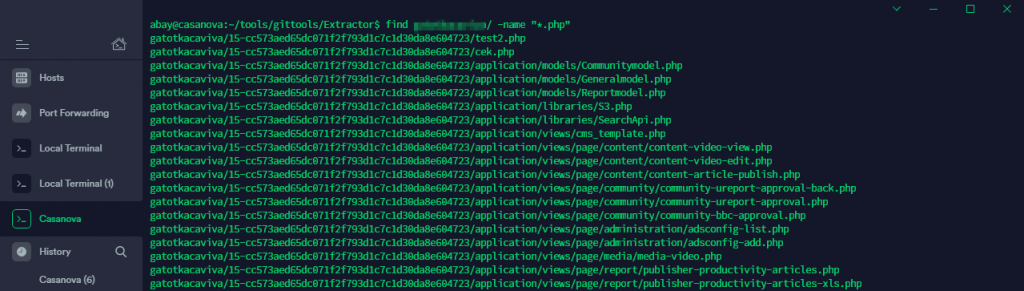 Hosts
Port Forwarding
Local Terminal
Local Terminal (1)
Casanova
History
Casanova (6)
abay@casanova:~/tools/gittools/Extractor$ find / -name "*.php"
gatotkacaviva/15-cc573aed65dc071f2f793d1c7c1d30da8e604723/test2.php
gatotkacaviva/15-cc573aed65dc071f2f793d1c7c1d30da8e604723/cek.php
gatotkacaviva/15-cc573aed65dc071f2f793d1c7c1d30da8e604723/application/models/Communitymodel.php
gatotkacaviva/15-cc573aed65dc071f2f793d1c7c1d30da8e604723/application/models/Generalmodel.php
gatotkacaviva/15-cc573aed65dc071f2f793d1c7c1d30da8e604723/application/models/Reportmodel.php
gatotkacaviva/15-cc573aed65dc071f2f793d1c7c1d30da8e604723/application/libraries/S3.php
gatotkacaviva/15-cc573aed65dc071f2f793d1c7c1d30da8e604723/application/libraries/SearchApi.php
gatotkacaviva/15-cc573aed65dc071f2f793d1c7c1d30da8e604723/application/views/cms_template.php
gatotkacaviva/15-cc573aed65dc071f2f793d1c7c1d30da8e604723/application/views/page/content/content-video-view.php
gatotkacaviva/15-cc573aed65dc071f2f793d1c7c1d30da8e604723/application/views/page/content/content-video-edit.php
gatotkacaviva/15-cc573aed65dc071f2f793d1c7c1d30da8e604723/application/views/page/content/content-article-publish.php
gatotkacaviva/15-cc573aed65dc071f2f793d1c7c1d30da8e604723/application/views/page/community/community-ureport-approval-back.php
gatotkacaviva/15-cc573aed65dc071f2f793d1c7c1d30da8e604723/application/views/page/community/community-ureport-approval.php
gatotkacaviva/15-cc573aed65dc071f2f793d1c7c1d30da8e604723/application/views/page/community/community-bbc-approval.php
gatotkacaviva/15-cc573aed65dc071f2f793d1c7c1d30da8e604723/application/views/page/administration/adsconfig-list.php
gatotkacaviva/15-cc573aed65dc071f2f793d1c7c1d30da8e604723/application/views/page/administration/adsconfig-add.php
gatotkacaviva/15-cc573aed65dc071f2f793d1c7c1d30da8e604723/application/views/page/media/media-video.php
gatotkacaviva/15-cc573aed65dc071f2f793d1c7c1d30da8e604723/application/views/page/report/publisher-productivity-articles.php
gatotkacaviva/15-cc573aed65dc071f2f793d1c7c1d30da8e604723/application/views/page/report/publisher-productivity-articles-xls.php